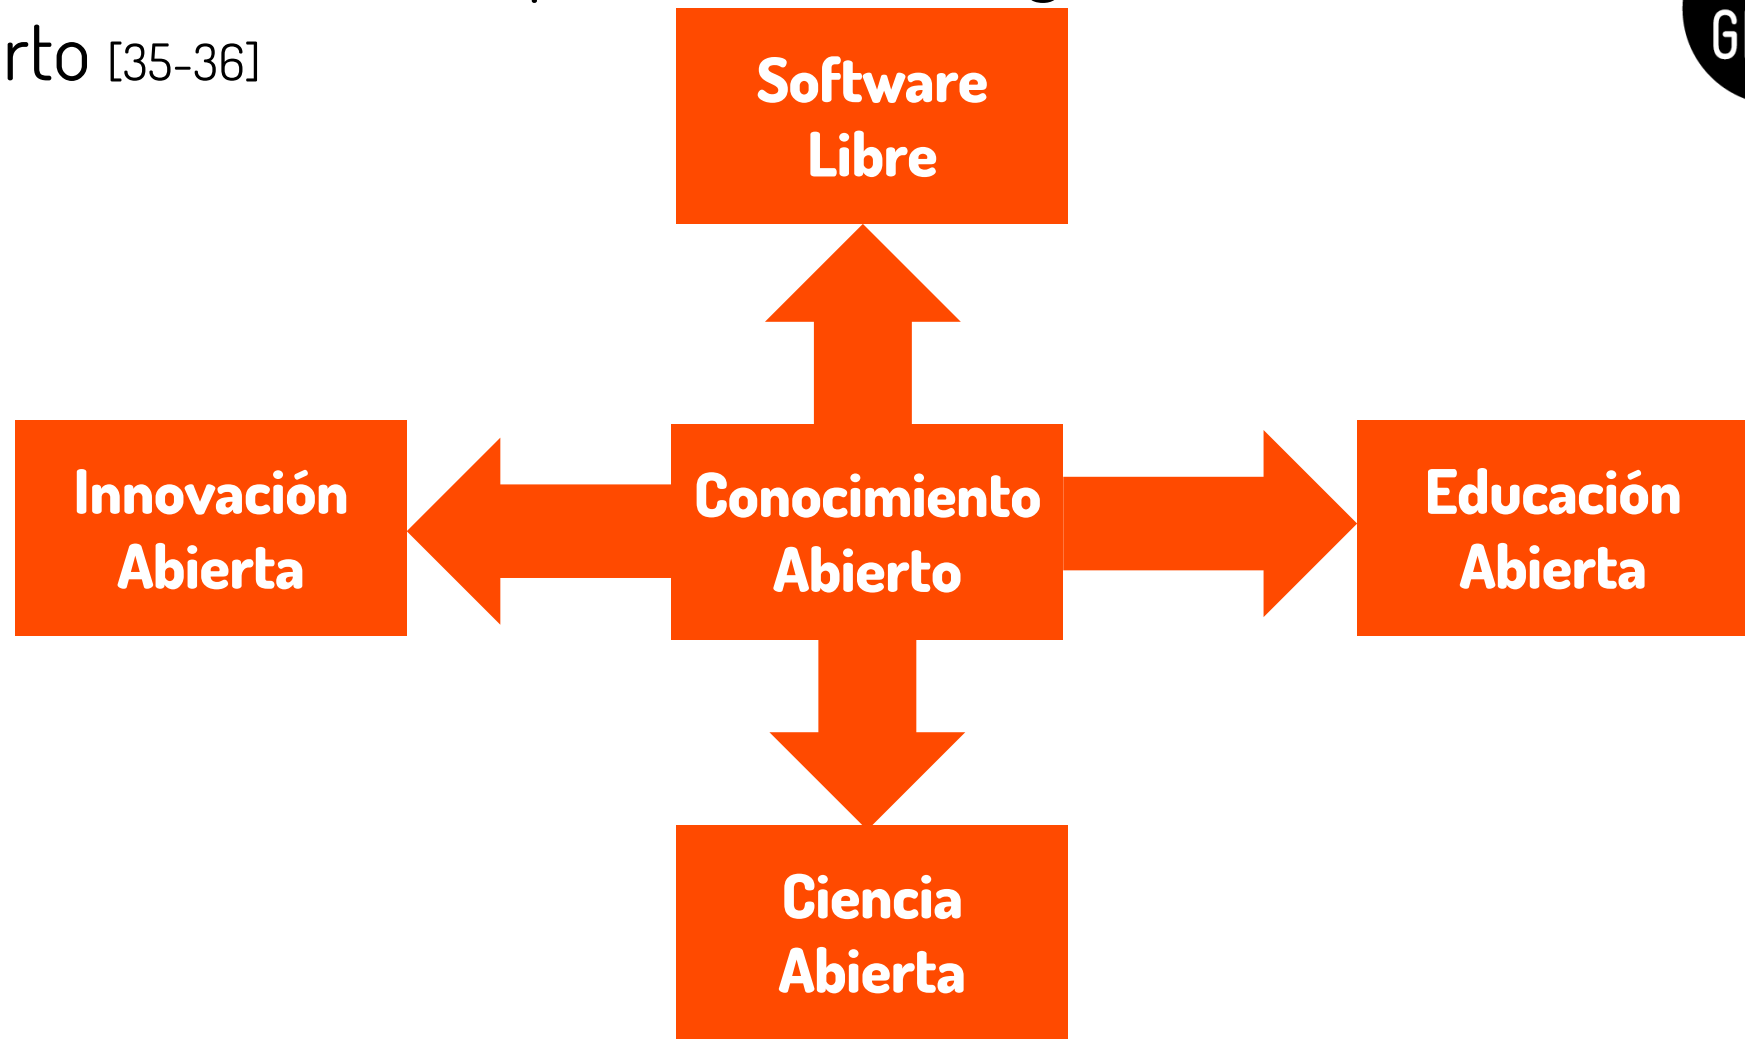 rto [35-36]
G
Software
Libre
Innovación
Abierta
Conocimiento
Abierto
Educación
Abierta
Ciencia
Abierta